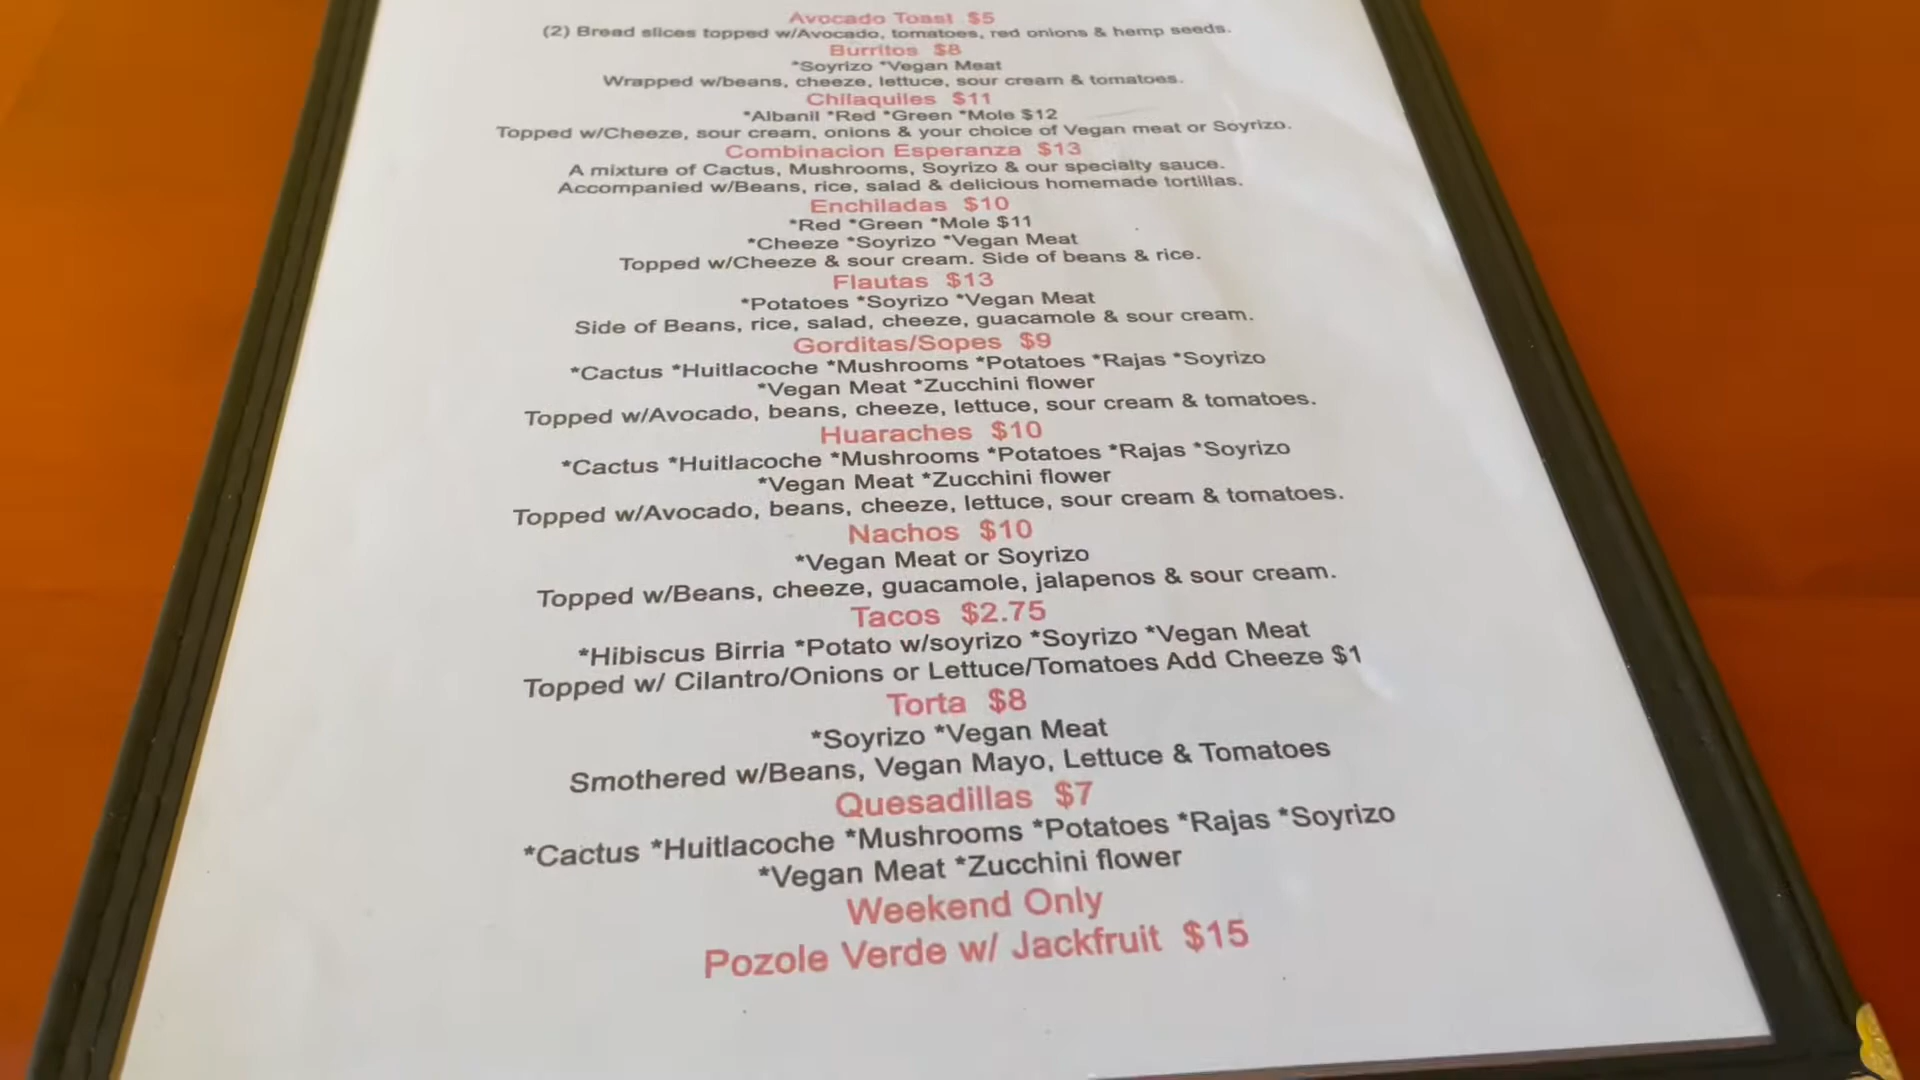 Avocado Toast $5
(2) Bread slices topped w/Avocado, tomatoes, red onions & hemp seeds.
Burritos $8
*Soyrizo *Vegan Meat
Wrapped w/beans, cheeze, lettuce, sour cream & tomatoes.
Chilaquiles $11
*Albanil *Red *Green *Mole $12
Topped w/Cheeze, sour cream, onions & your choice of Vegan meat or Soyrizo.
Combinacion Esperanza $13
A mixture of Cactus, Mushrooms, Soyrizo & our specialty sauce.
Accompanied w/Beans, rice, salad & delicious homemade tortillas.
Enchiladas $10
*Red *Green *Mole $11
*Cheeze *Soyrizo *Vegan Meat
Topped w/Cheeze & sour cream. Side of beans & rice.
Flautas $13
*Potatoes *Soyrizo *Vegan Meat
Side of Beans, rice, salad, cheeze, guacamole & sour cream.
Gorditas/Sopes $9
*Cactus *Huitlacoche *Mushrooms *Potatoes *Rajas *Soyrizo
*Vegan Meat *Zucchini flower
Topped w/Avocado, beans, cheeze, lettuce, sour cream & tomatoes.
Huaraches $10
*Cactus *Huitlacoche *Mushrooms *Potatoes *Rajas *Soyrizo
*Vegan Meat *Zucchini flower
Topped w/Avocado, beans, cheeze, lettuce, sour cream & tomatoes.
Nachos $10
*Vegan Meat or Soyrizo
Topped w/Beans, cheeze, guacamole, jalapenos & sour cream.
Tacos $2.75
*Hibiscus Birria *Potato w/soyrizo *Soyrizo *Vegan Meat
Topped w/ Cilantro/Onions or Lettuce/Tomatoes Add Cheeze $1
Torta $8
*Soyrizo *Vegan Meat
Smothered w/Beans, Vegan Mayo, Lettuce & Tomatoes
Quesadillas $7
*Cactus *Huitlacoche *Mushrooms *Potatoes *Rajas *Soyrizo
*Vegan Meat *Zucchini flower
Weekend Only
Pozole Verde w/ Jackfruit $15